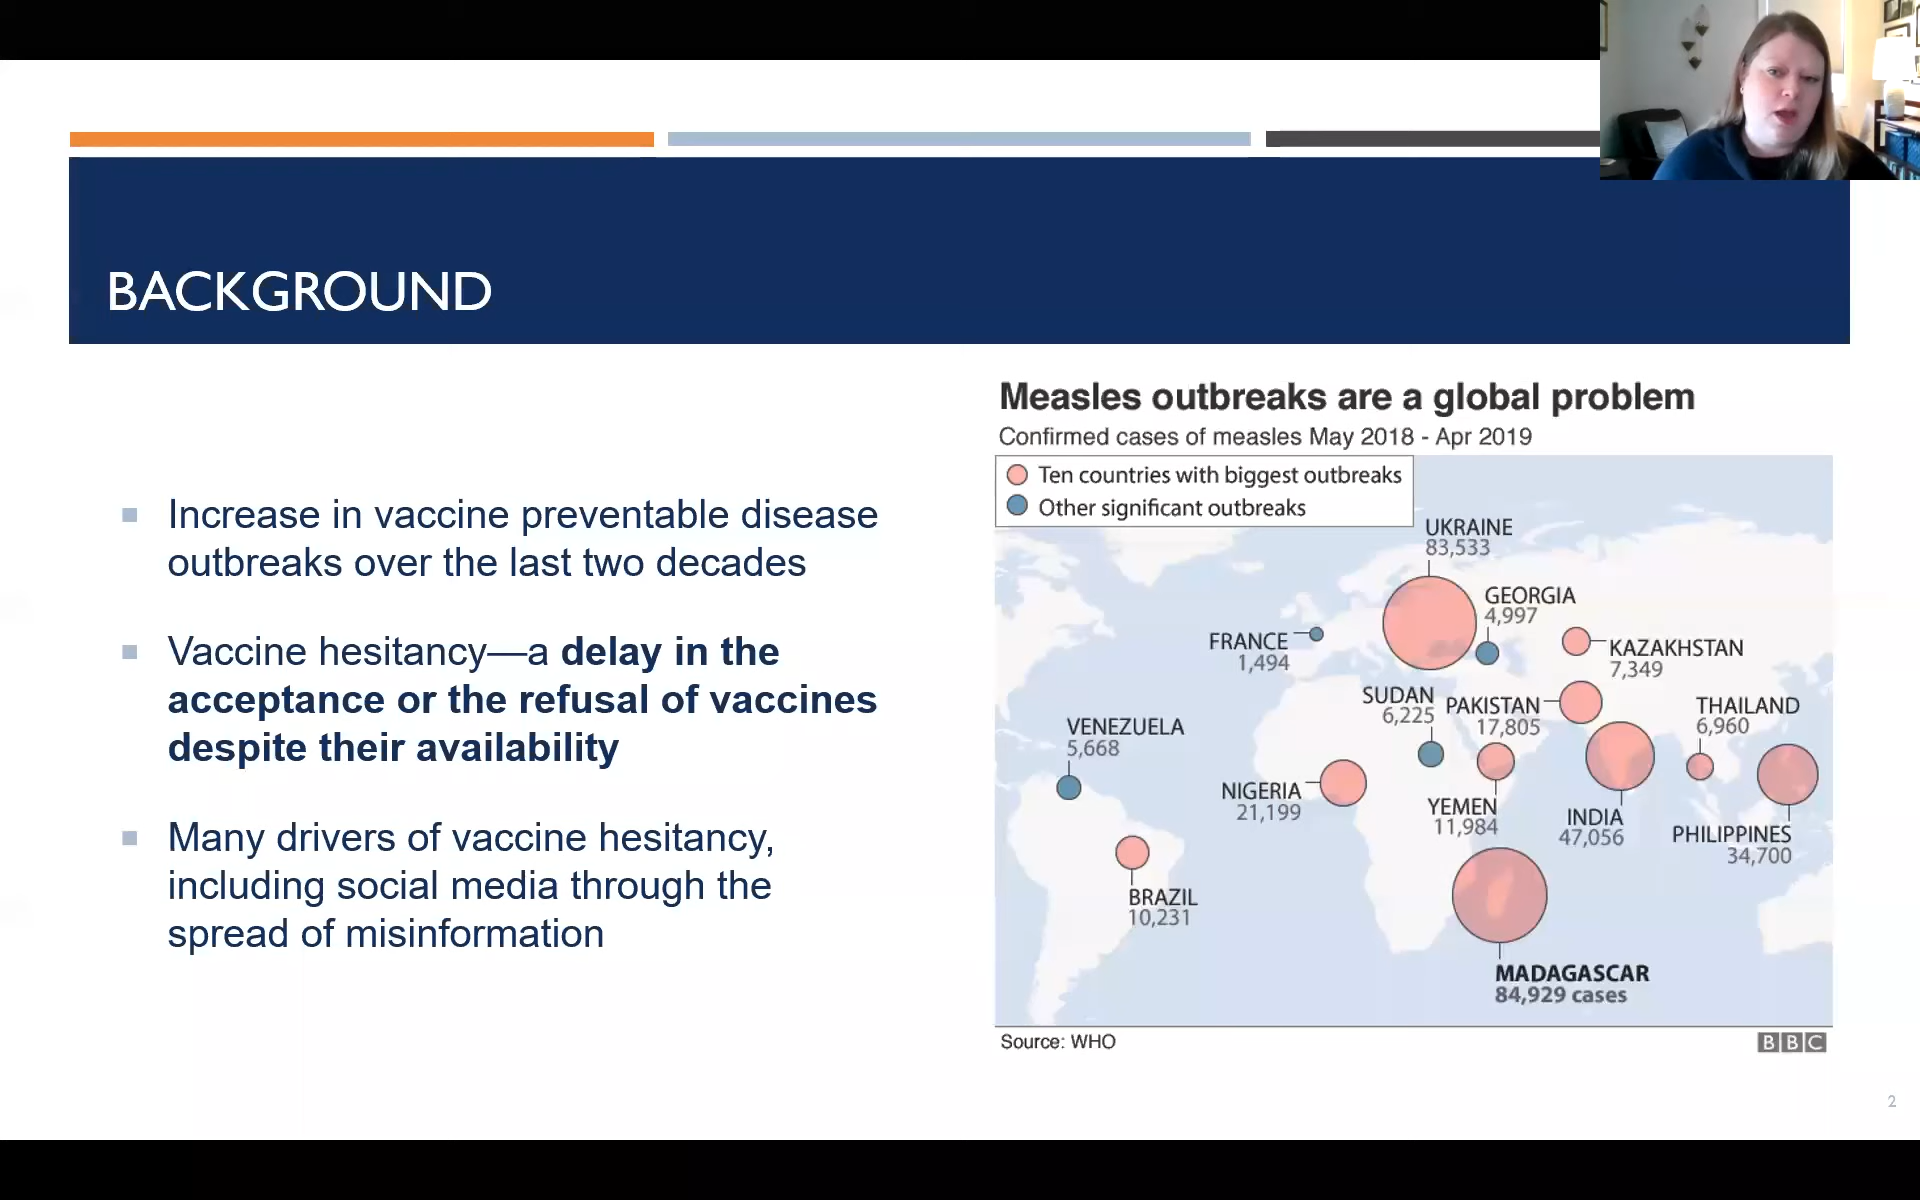 BACKGROUND
Increase in vaccine preventable disease
outbreaks over the last two decades
Vaccine hesitancy—a delay in the
acceptance or the refusal of vaccines
despite their availability
Many drivers of vaccine hesitancy,
including social media through the
spread of misinformation
Measles outbreaks are a global problem
Confirmed cases of measles May 2018 - Apr 2019
Ten countries with biggest outbreaks
Other significant outbreaks
UKRAINE
83,533
GEORGIA
4,997
FRANCE
1,494
KAZAKHSTAN
7,349
SUDAN
6,225
PAKISTAN
17,805
THAILAND
6,960
VENEZUELA
5,668
NIGERIA
21,199
YEMEN
11,984
INDIA
47,056
PHILIPPINES
34,700
BRAZIL
10,231
MADAGASCAR
84,929 cases
Source: WHO
BBC
2